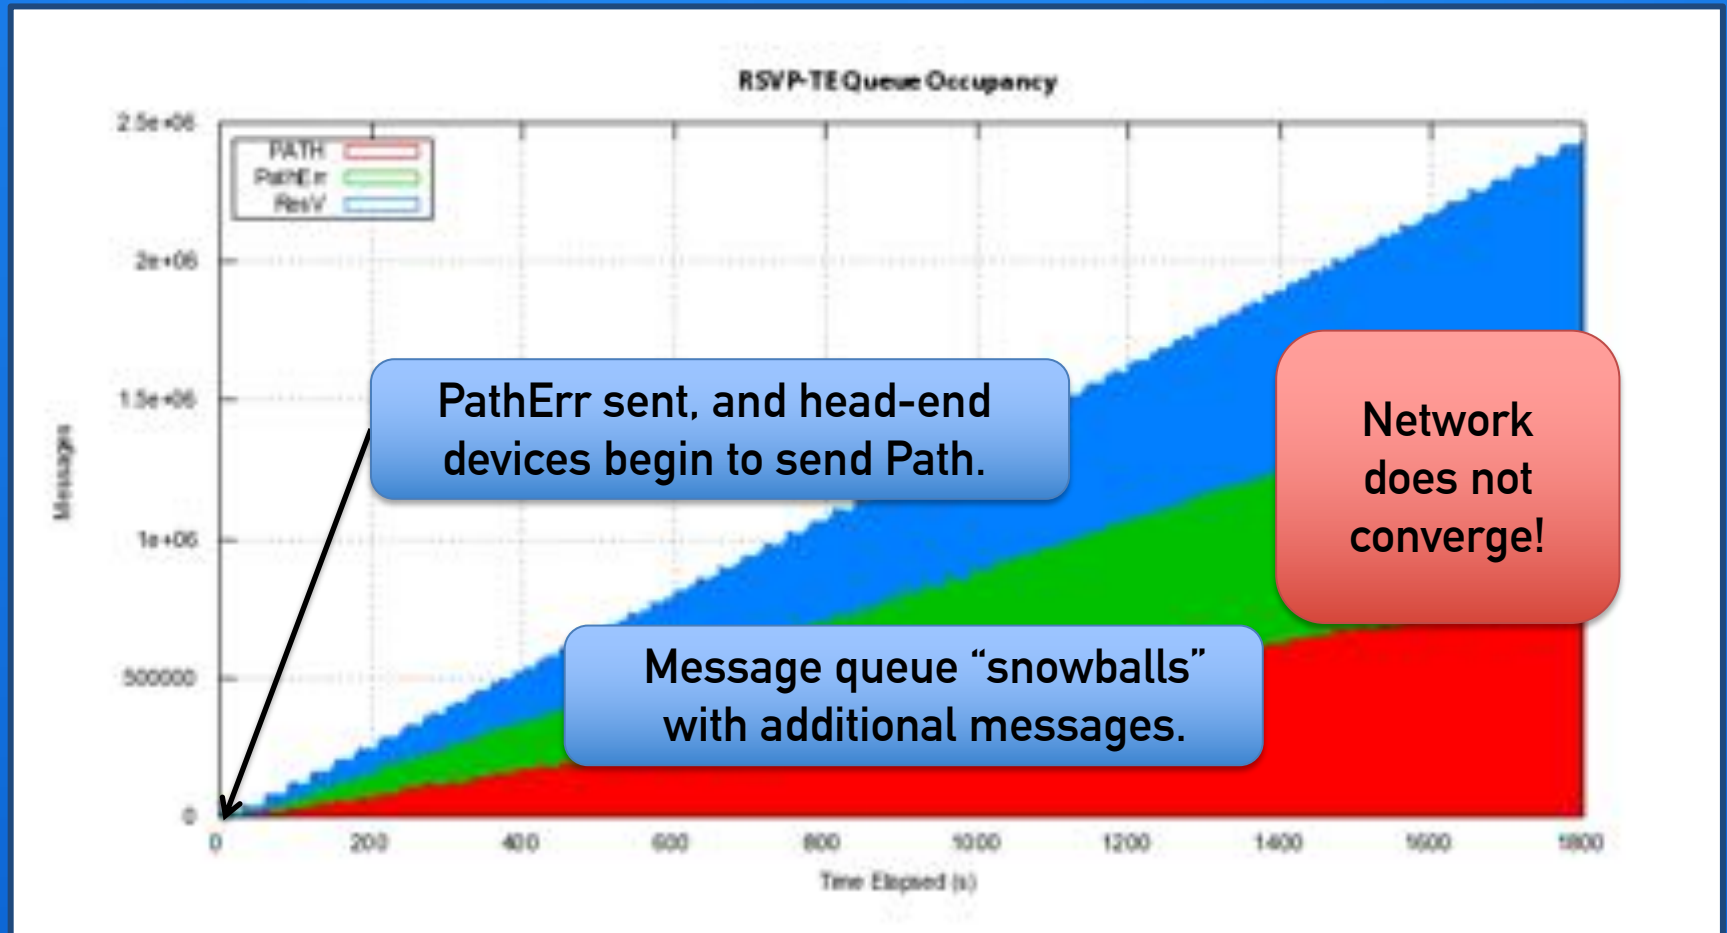 RSVP-TE Queue Occupancy
2.5e+06
PATH
PathErr
ResV
2e+06
1.5e+06
PathErr sent, and head-end
devices begin to send Path.
Network
does not
converge!
Messages
1e+06
Message queue “snowballs”
with additional messages.
500000
0
0 200 400 600 800 1000 1200 1400 1600 1800
Time Elapsed (s)